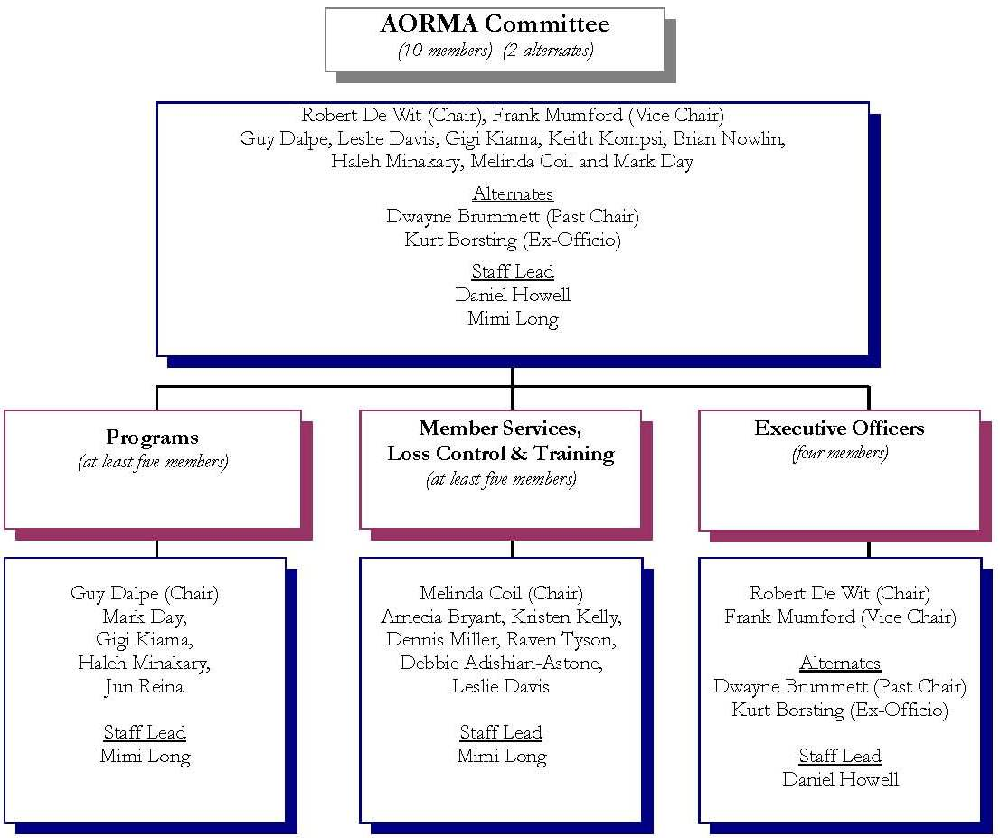 AORMA Committee
(10 members) (2 alternates)
Robert De Wit (Chair), Frank Mumford (Vice Chair)
Guy Dalpe, Leslie Davis, Gigi Kiama, Keith Kompsi, Brian Nowlin,
Haleh Minakary, Melinda Coil and Mark Day
Alternates
Dwayne Brummett (Past Chair)
Kurt Borsting (Ex-Officio)
Staff Lead
Daniel Howell
Mimi Long
Programs
(at least five members)
Member Services,
Loss Control & Training
(at least five members)
Executive Officers
(four members)
Guy Dalpe (Chair)
Mark Day,
Gigi Kiama,
Haleh Minakary,
Jun Reina
Staff Lead
Mimi Long
Melinda Coil (Chair)
Arnecia Bryant, Kristen Kelly,
Dennis Miller, Raven Tyson,
Debbie Adishian-Astone,
Leslie Davis
Staff Lead
Mimi Long
Robert De Wit (Chair)
Frank Mumford (Vice Chair)
Alternates
Dwayne Brummett (Past Chair)
Kurt Borsting (Ex-Officio)
Staff Lead
Daniel Howell